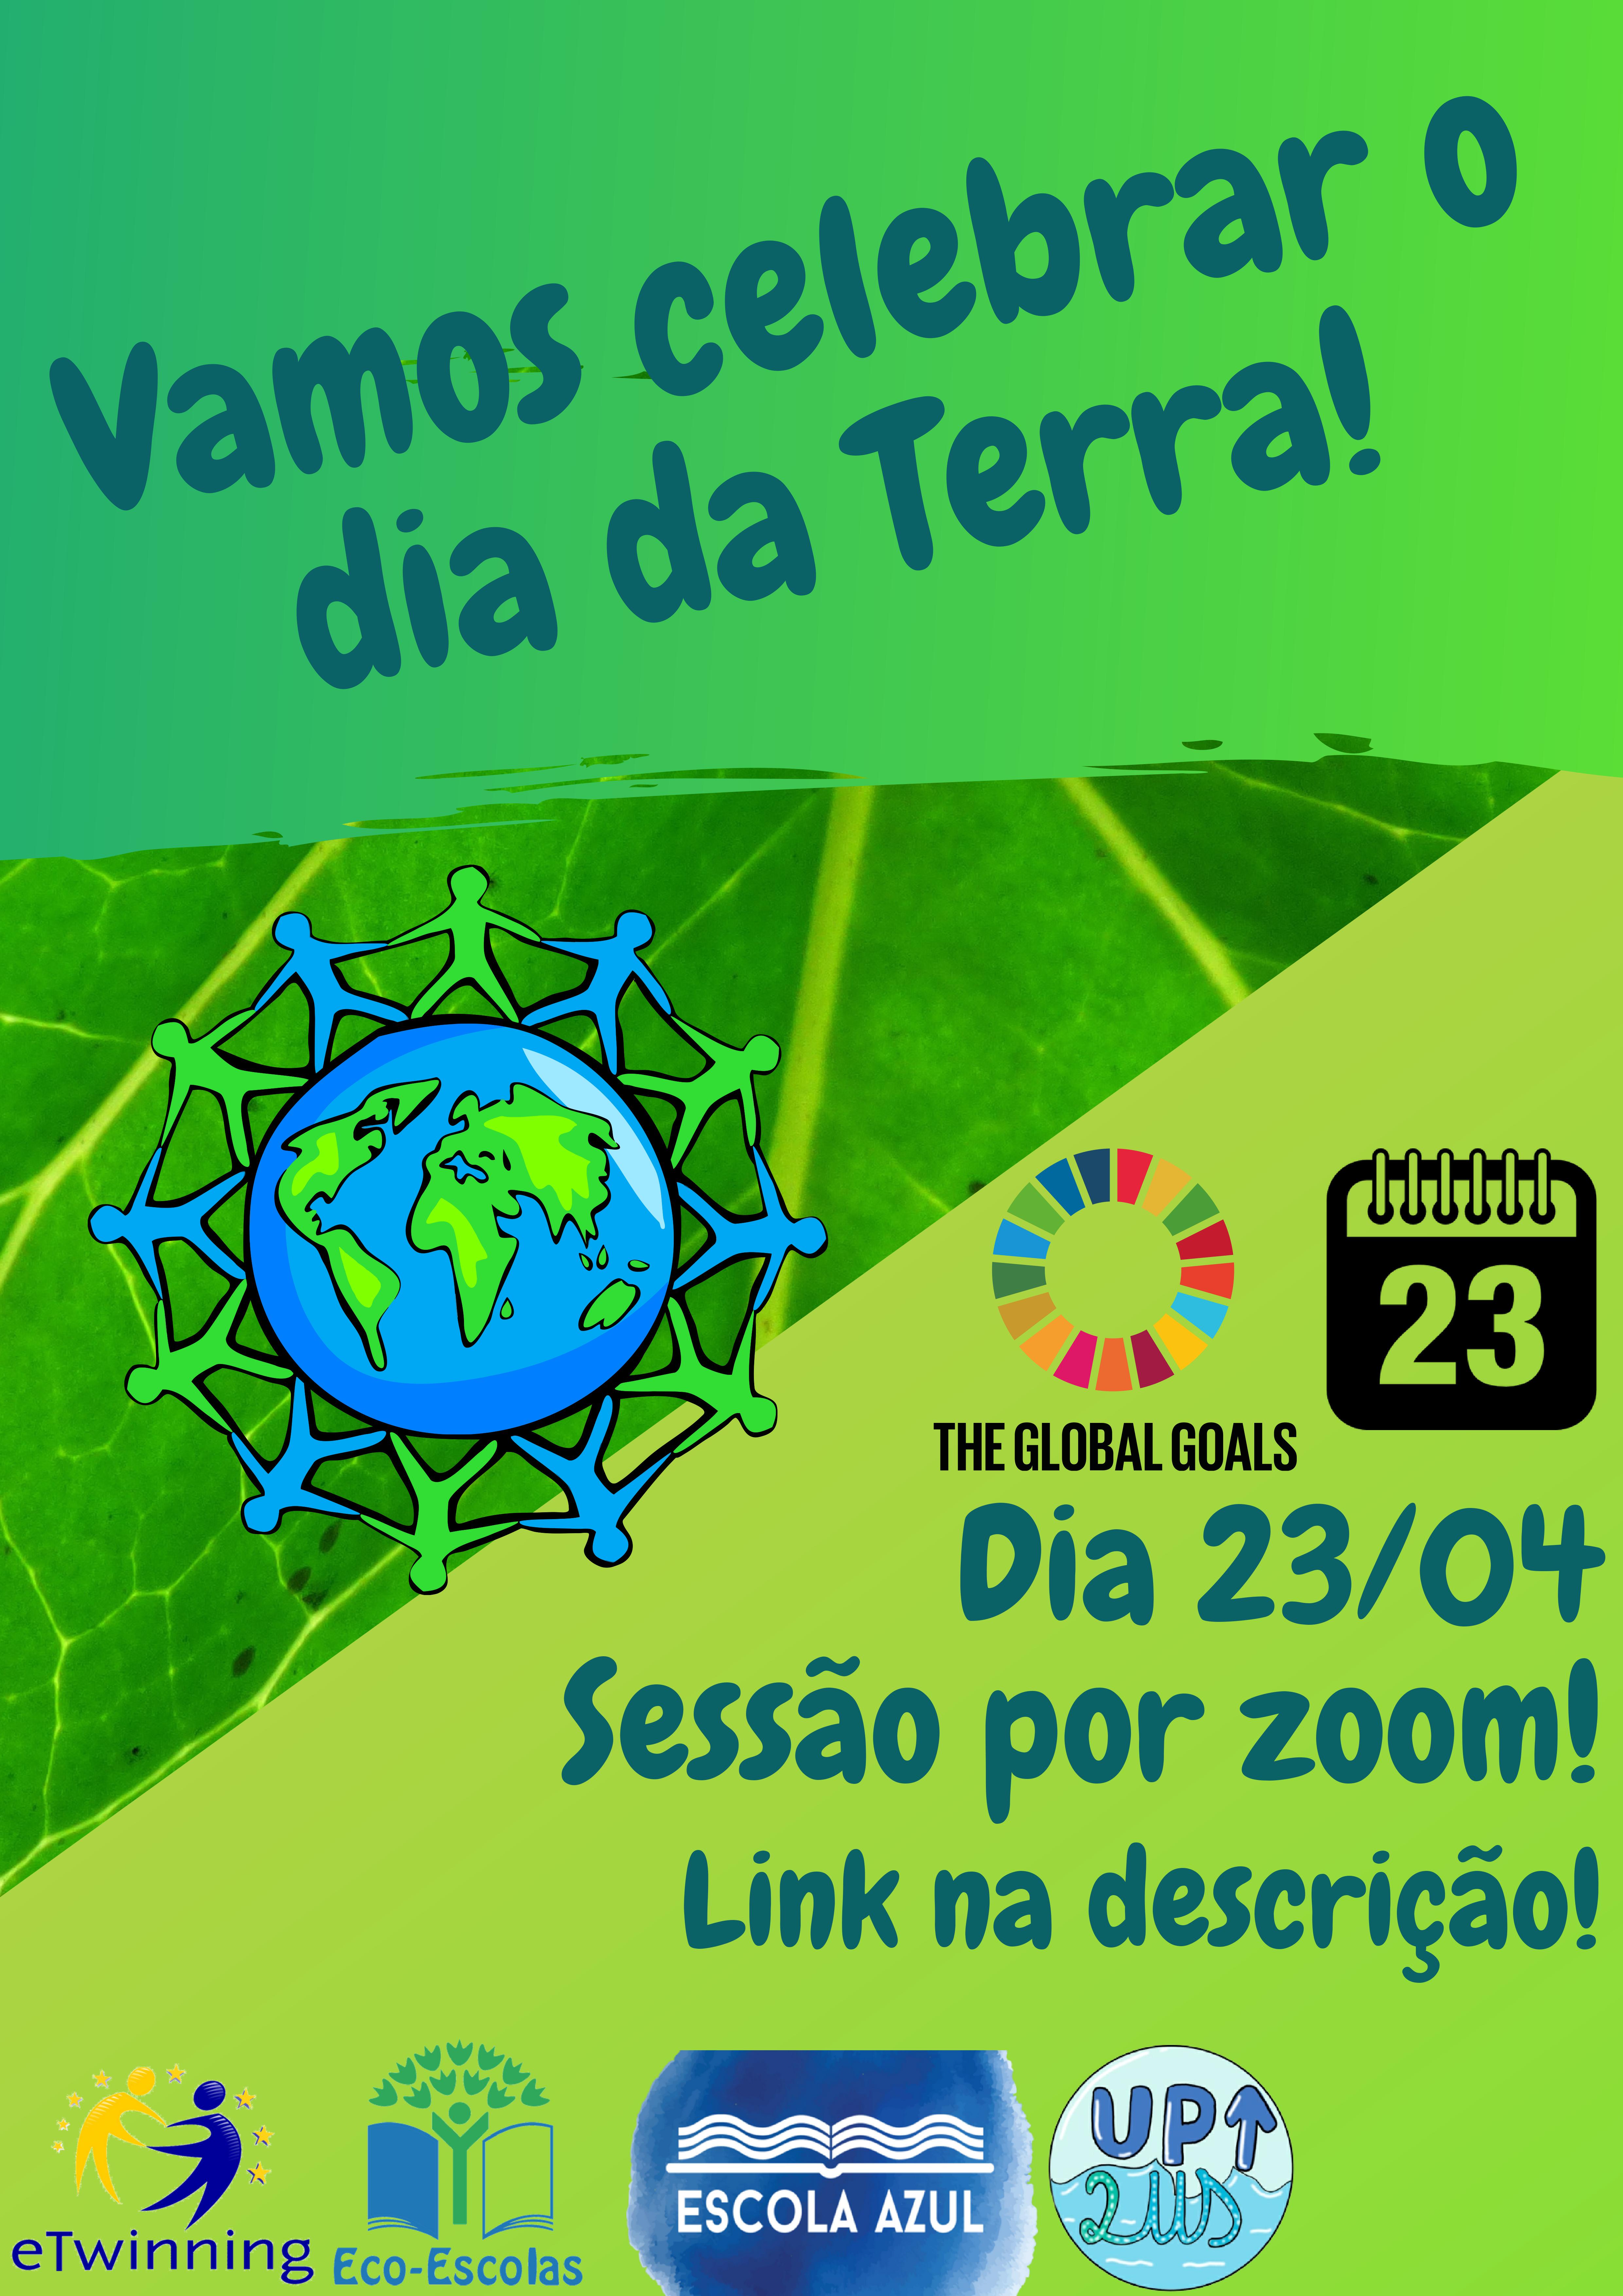 Vamos celebrar o
dia da Terra!
23
THE GLOBAL GOALS
Dia 23/04
Sessão por zoom!
Link na descrição!
eTwinning
Eco-Escolas
ESCOLA AZUL
UP
2US